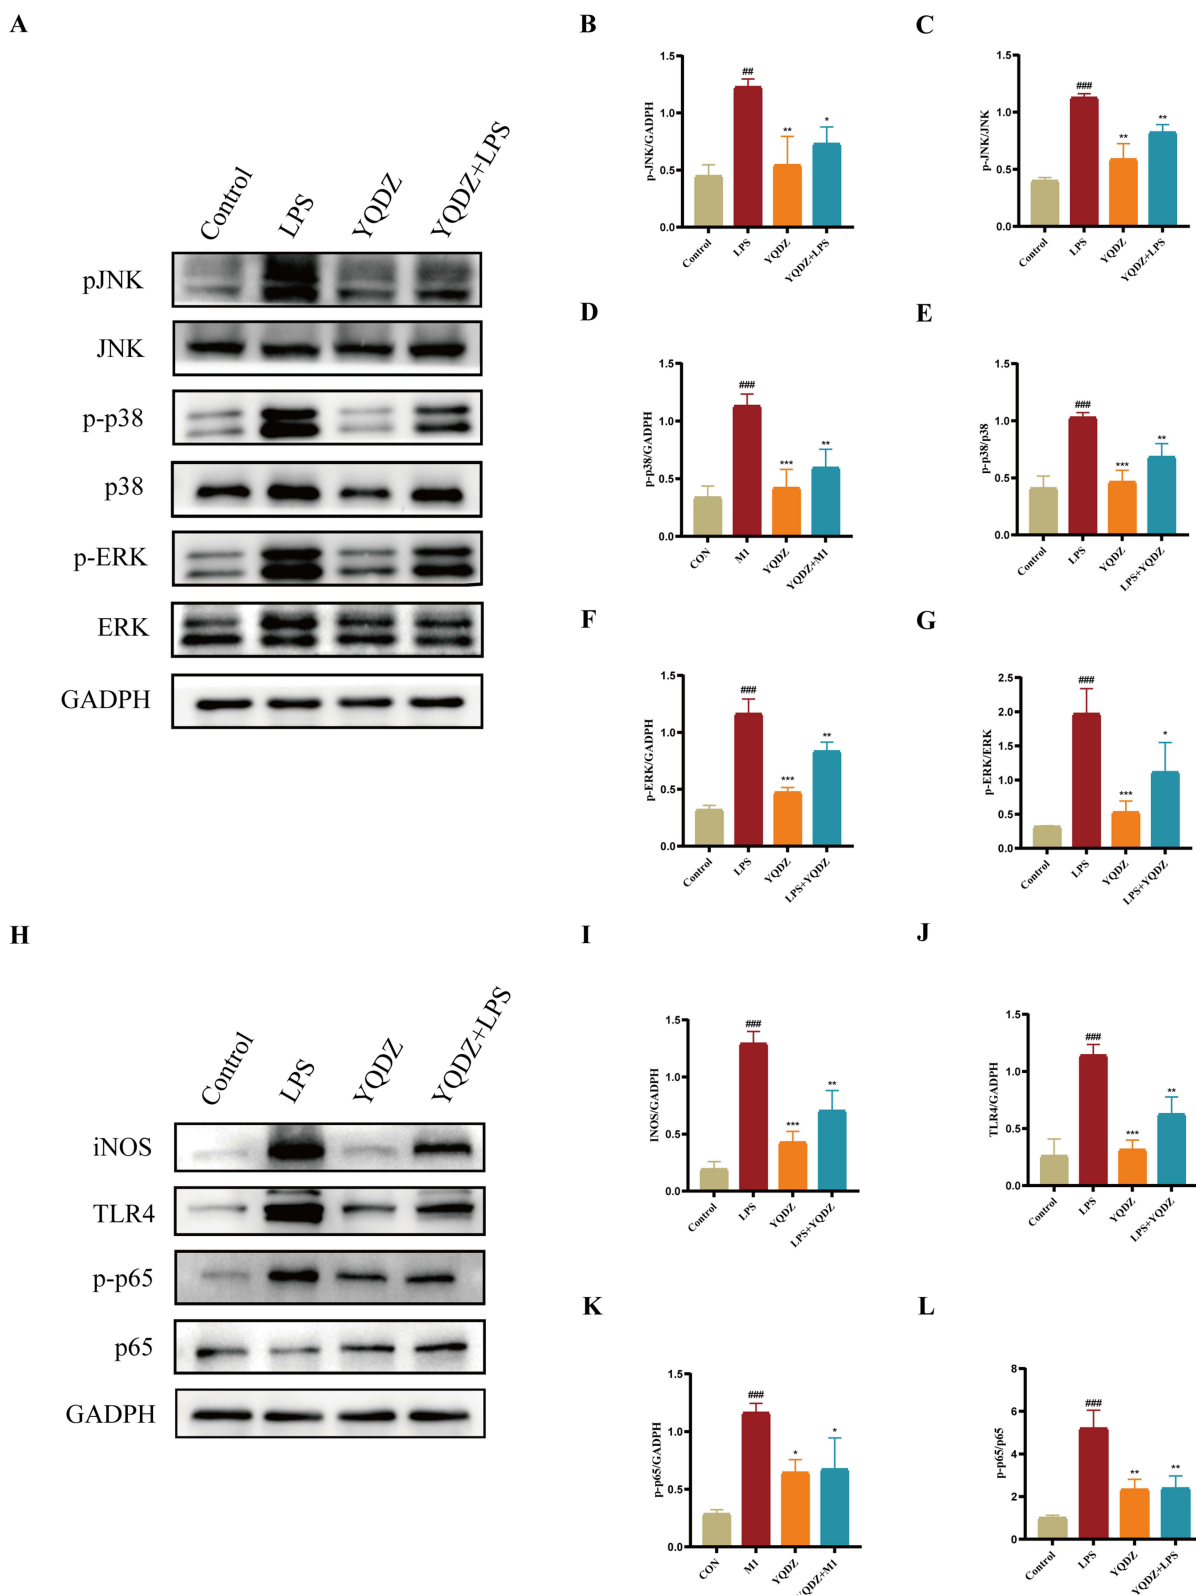 A
Control
LPS
YQDZ
YQDZ+LPS
pJNK
JNK
p-p38
p38
p-ERK
ERK
GADPH
B
p-JNK/GADPH
1.5
1.0
0.5
0.0
##
**
*
Control
LPS
YQDZ
YQDZ+LPS
C
p-JNK/JNK
1.5
1.0
0.5
0.0
###
**
**
Control
LPS
YQDZ
YQDZ+LPS
D
p-p38/GADPH
1.5
1.0
0.5
0.0
###
***
**
CON
M1
YQDZ
YQDZ+M1
E
p-p38/p38
1.5
1.0
0.5
0.0
###
***
**
Control
LPS
YQDZ
LPS+YQDZ
F
p-ERK/GADPH
1.5
1.0
0.5
0.0
###
***
**
Control
LPS
YQDZ
LPS+YQDZ
G
p-ERK/ERK
2.5
2.0
1.5
1.0
0.5
0.0
###
***
*
Control
LPS
YQDZ
LPS+YQDZ
H
Control
LPS
YQDZ
YQDZ+LPS
iNOS
TLR4
p-p65
p65
GADPH
I
INOS/GADPH
1.5
1.0
0.5
0.0
###
***
**
Control
LPS
YQDZ
LPS+YQDZ
J
TLR4/GADPH
1.5
1.0
0.5
0.0
###
***
**
Control
LPS
YQDZ
LPS+YQDZ
K
p-p65/GADPH
1.5
1.0
0.5
0.0
###
*
*
CON
M1
YQDZ
YQDZ+M1
L
p-p65/p65
8
6
4
2
0
###
**
**
Control
LPS
YQDZ
YQDZ+LPS